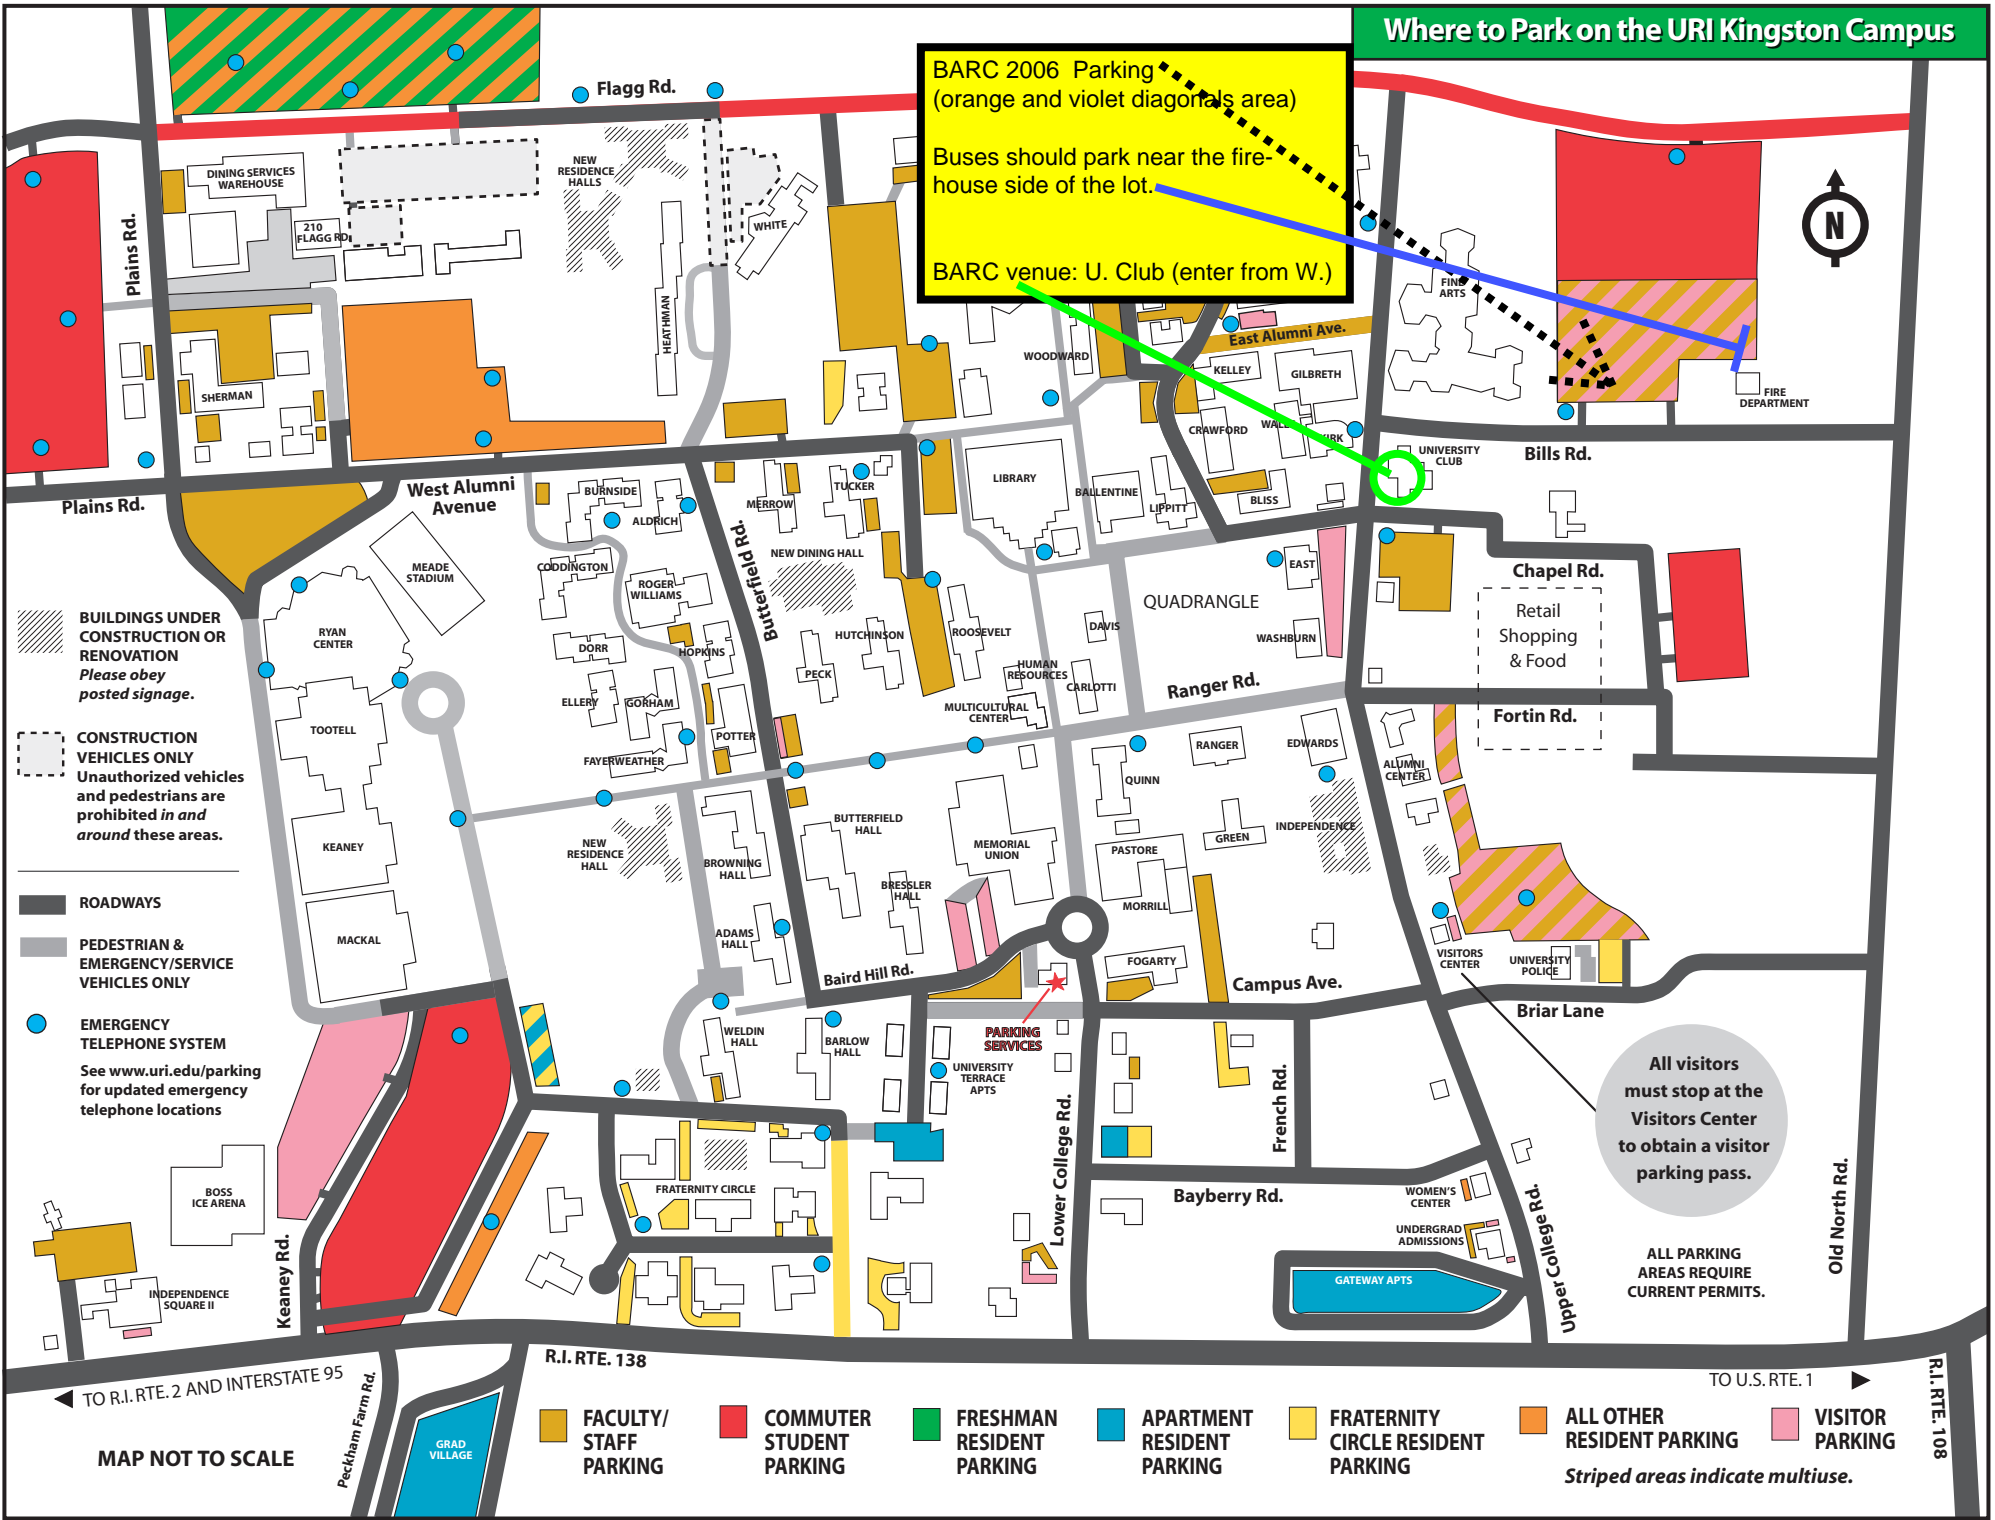 Where to Park on the URI Kingston Campus
BARC 2006  Parking
(orange and violet diagonals area)
Buses should park near the fire-
house side of the lot.
BARC venue: U. Club (enter from W.)
Flagg Rd.
Plains Rd.
DINING SERVICES
WAREHOUSE
210
FLAGG RD.
NEW
RESIDENCE
HALLS
WHITE
HEATHMAN
SHERMAN
WOODWARD
East Alumni Ave.
KELLEY
GILBRETH
CRAWFORD
KIRK
FINE
ARTS
N
FIRE
DEPARTMENT
Bills Rd.
UNIVERSITY
CLUB
Plains Rd.
West Alumni
Avenue
BURNSIDE
ALDRICH
MERROW
TUCKER
LIBRARY
BALLENTINE
LIPPITT
BLISS
MEADE
STADIUM
CODDINGTON
ROGER
WILLIAMS
Butterfield Rd.
NEW DINING HALL
QUADRANGLE
EAST
Chapel Rd.
Retail
Shopping
& Food
BUILDINGS UNDER
CONSTRUCTION OR
RENOVATION
Please obey
posted signage.
RYAN
CENTER
DORR
HOPKINS
HUTCHINSON
ROOSEVELT
DAVIS
WASHBURN
PECK
HUMAN
RESOURCES
CARLOTTI
Ranger Rd.
ELLERY
GORHAM
MULTICULTURAL
CENTER
Fortin Rd.
CONSTRUCTION
VEHICLES ONLY
Unauthorized vehicles
and pedestrians are
prohibited in and
around these areas.
TOOTELL
POTTER
FAYERWEATHER
RANGER
EDWARDS
ALUMNI
CENTER
QUINN
KEANEY
NEW
RESIDENCE
HALL
BROWNING
HALL
BUTTERFIELD
HALL
MEMORIAL
UNION
PASTORE
GREEN
INDEPENDENCE
ROADWAYS
BRESSLER
HALL
MORRILL
PEDESTRIAN &
EMERGENCY/SERVICE
VEHICLES ONLY
MACKAL
ADAMS
HALL
Baird Hill Rd.
FOGARTY
Campus Ave.
VISITORS
CENTER
UNIVERSITY
POLICE
Briar Lane
EMERGENCY
TELEPHONE SYSTEM
See www.uri.edu/parking
for updated emergency
telephone locations
WELDIN
HALL
BARLOW
HALL
PARKING
SERVICES
UNIVERSITY
TERRACE
APTS
Lower College Rd.
French Rd.
All visitors
must stop at the
Visitors Center
to obtain a visitor
parking pass.
BOSS
ICE ARENA
FRATERNITY CIRCLE
Bayberry Rd.
WOMEN'S
CENTER
UNDERGRAD
ADMISSIONS
Upper College Rd.
Old North Rd.
ALL PARKING
AREAS REQUIRE
CURRENT PERMITS.
Keaney Rd.
INDEPENDENCE
SQUARE II
GATEWAY APTS
R.I. RTE. 138
TO R.I. RTE. 2 AND INTERSTATE 95
TO U.S. RTE. 1
R.I. RTE. 108
Peckham Farm Rd.
GRAD
VILLAGE
MAP NOT TO SCALE
FACULTY/
STAFF
PARKING
COMMUTER
STUDENT
PARKING
FRESHMAN
RESIDENT
PARKING
APARTMENT
RESIDENT
PARKING
FRATERNITY
CIRCLE RESIDENT
PARKING
ALL OTHER
RESIDENT PARKING
VISITOR
PARKING
Striped areas indicate multiuse.